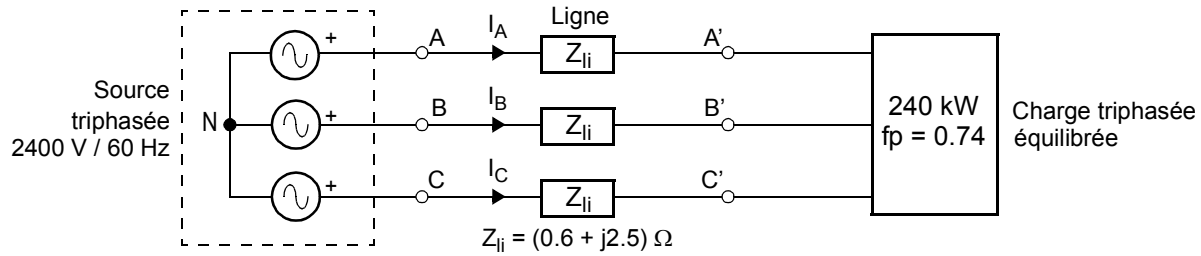 Ligne
A I_A Z_li A'
+
Source
triphasée
2400 V / 60 Hz
N
B I_B Z_li B'
+
240 kW
fp = 0.74
Charge triphasée
équilibrée
C I_C Z_li C'
+
Z_li = (0.6 + j2.5) Ω